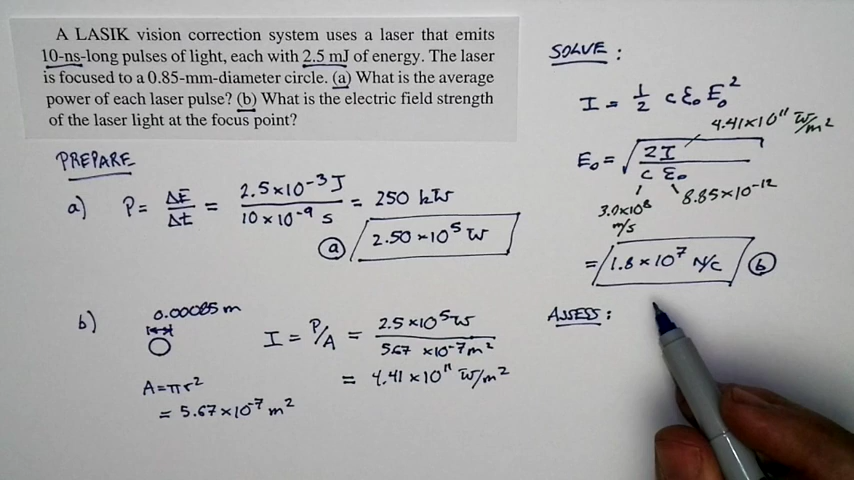 A LASIK vision correction system uses a laser that emits
10-ns-long pulses of light, each with 2.5 mJ of energy. The laser
is focused to a 0.85-mm-diameter circle. (a) What is the average
power of each laser pulse? (b) What is the electric field strength
of the laser light at the focus point?
PREPARE
a) P = ΔE/Δt = 2.5×10⁻³ J / 10×10⁻⁹ s = 250 kW
(a) 2.50×10⁵ W
b) 0.00085 m
I = P/A = 2.5×10⁵ W / 5.67×10⁻⁷ m²
= 4.41×10¹¹ W/m²
A = πr²
= 5.67×10⁻⁷ m²
SOLVE:
I = 1/2 c ε₀ E₀²
4.41×10¹¹ W/m²
E₀ = √(2I / c ε₀)
3.0×10⁸ m/s
8.85×10⁻¹²
= 1.8×10⁷ N/C (b)
ASSESS: